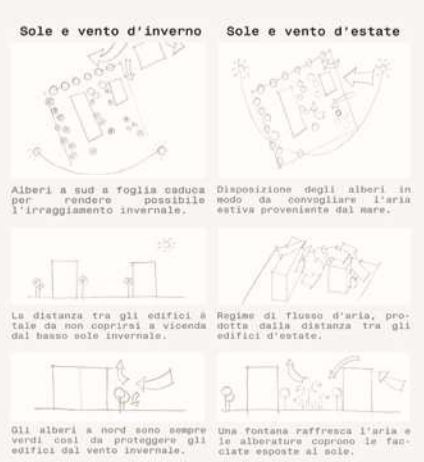 Sole e vento d'inverno
Alberi a sud a foglia caduca
per rendere possibile
l'irraggiamento invernale.
La distanza tra gli edifici è
tale da non coprirsi a vicenda
dal basso sole invernale.
Gli alberi a nord sono sempre
verdi così da proteggere gli
edifici dal vento invernale.
Sole e vento d'estate
Disposizione degli alberi in
modo da convogliare l'aria
estiva proveniente dal mare.
Regime di flusso d'aria, pro-
dotta dalla distanza tra gli
edifici d'estate.
Una fontana raffresca l'aria e
le alberature coprono le fac-
ciate esposte al sole.